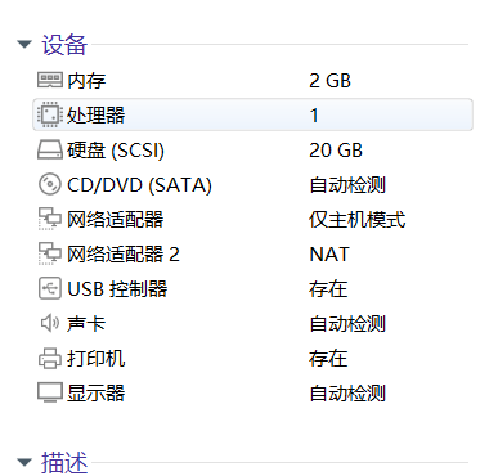 设备
内存 2 GB
处理器 1
硬盘 (SCSI) 20 GB
CD/DVD (SATA) 自动检测
网络适配器 仅主机模式
网络适配器 2 NAT
USB 控制器 存在
声卡 自动检测
打印机 存在
显示器 自动检测
描述